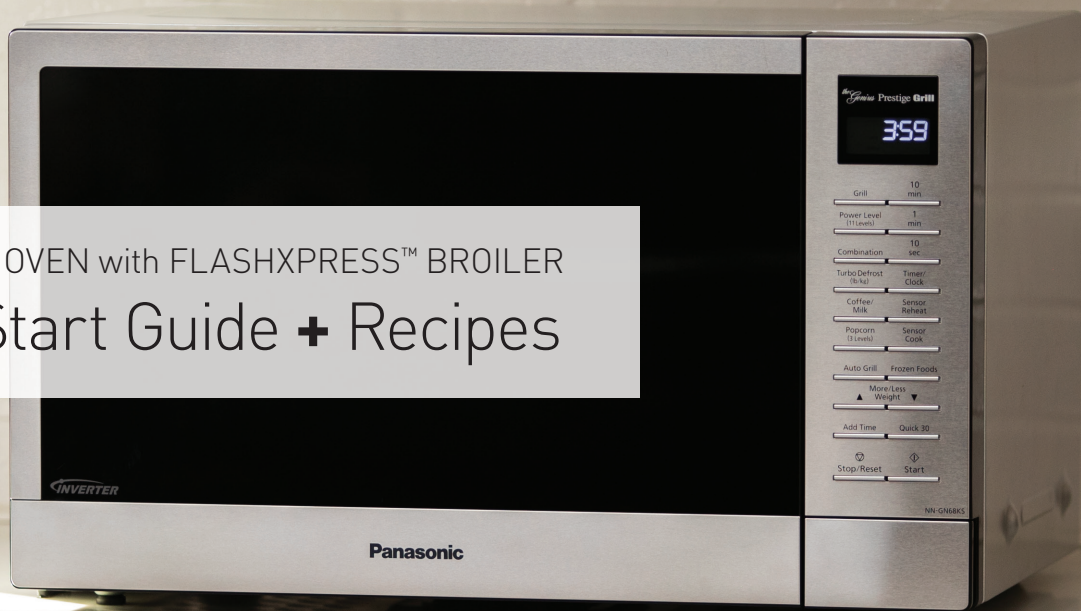 OVEN with FLASHXPRESS™ BROILER
Start Guide + Recipes
the Genius Prestige Grill
3:59
Grill
10 min
Power Level (11 Levels)
1 min
Combination
10 sec
Turbo Defrost (lb/kg)
Timer/Clock
Coffee/Milk
Sensor Reheat
Popcorn (3 Levels)
Sensor Cook
Auto Grill
Frozen Foods
More/Less
▲ Weight ▼
Add Time
Quick 30
Stop/Reset
Start
NN-GN68KS
INVERTER
Panasonic